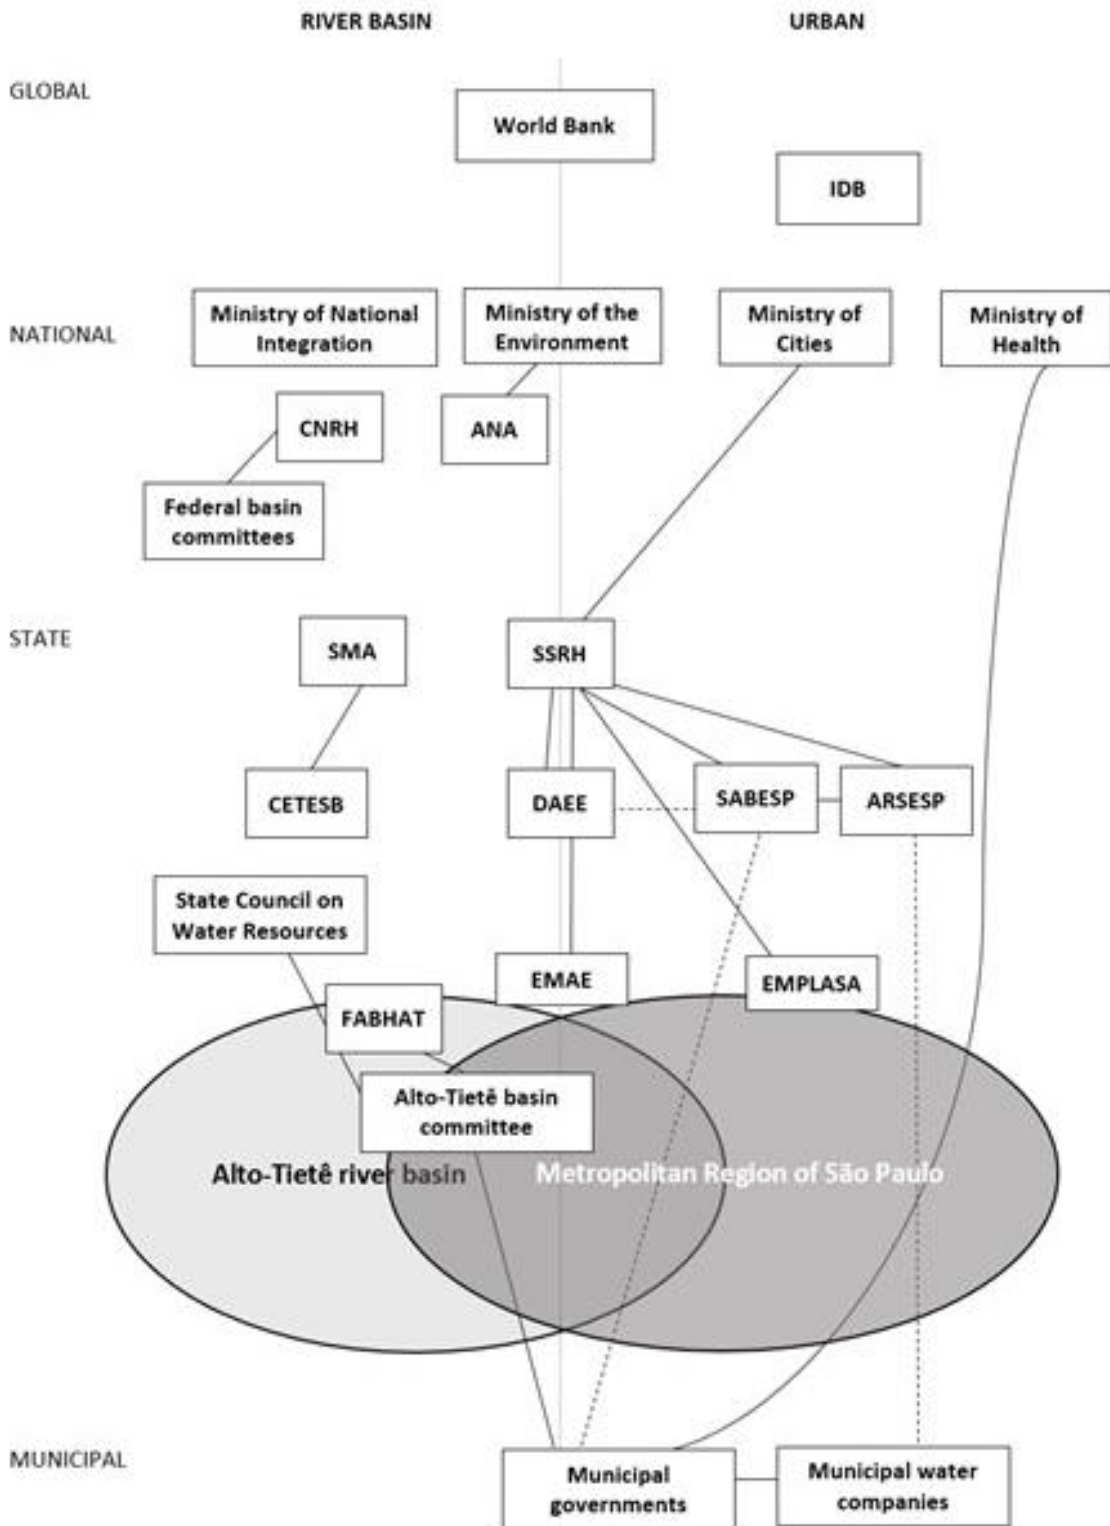 RIVER BASIN
URBAN
GLOBAL
World Bank
IDB
NATIONAL
Ministry of National
Integration
Ministry of the
Environment
Ministry of
Cities
Ministry of
Health
CNRH
ANA
Federal basin
committees
STATE
SMA
SSRH
CETESB
DAEE
SABESP
ARSESP
State Council on
Water Resources
EMAE
EMPLASA
FABHAT
Alto-Tietê basin
committee
Alto-Tietê river basin
Metropolitan Region of São Paulo
MUNICIPAL
Municipal
governments
Municipal water
companies